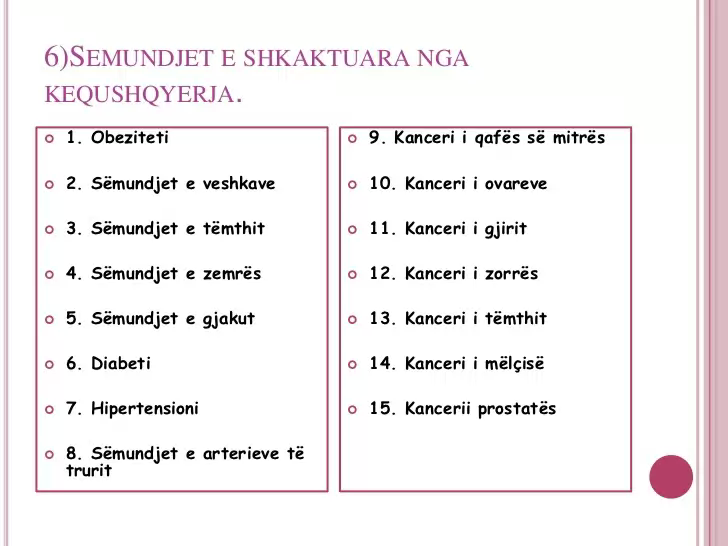 6)SEMUNDJET E SHKAKTUARA NGA
KEQUSHQYERJA.
1. Obeziteti
2. Sëmundjet e veshkave
3. Sëmundjet e tëmthit
4. Sëmundjet e zemrës
5. Sëmundjet e gjakut
6. Diabeti
7. Hipertensioni
8. Sëmundjet e arterieve të
trurit
9. Kanceri i qafës së mitrës
10. Kanceri i ovareve
11. Kanceri i gjirit
12. Kanceri i zorrës
13. Kanceri i tëmthit
14. Kanceri i mëlçisë
15. Kancerii prostatës